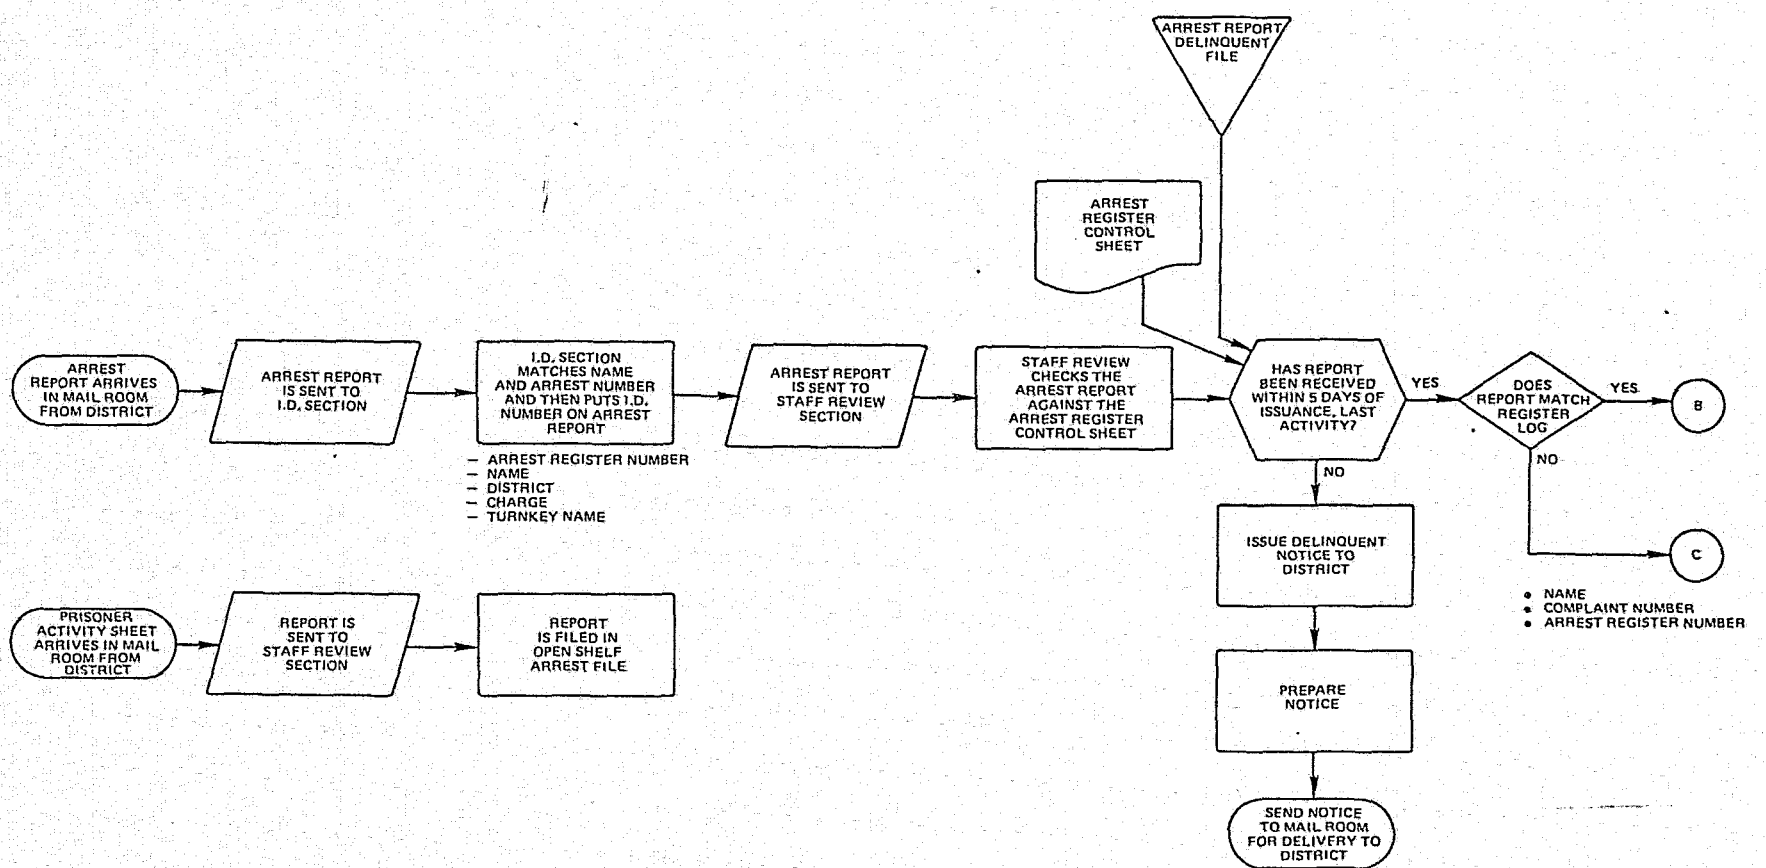 ARREST REPORT
DELINQUENT
FILE
ARREST
REGISTER
CONTROL
SHEET
ARREST
REPORT ARRIVES
IN MAIL ROOM
FROM DISTRICT
ARREST REPORT
IS SENT TO
I.D. SECTION
I.D. SECTION
MATCHES NAME
AND ARREST NUMBER
AND THEN PUTS I.D.
NUMBER ON ARREST
REPORT
— ARREST REGISTER NUMBER
— NAME
— DISTRICT
— CHARGE
— TURNKEY NAME
ARREST REPORT
IS SENT TO
STAFF REVIEW
SECTION
STAFF REVIEW
CHECKS THE
ARREST REPORT
AGAINST THE
ARREST REGISTER
CONTROL SHEET
HAS REPORT
BEEN RECEIVED
WITHIN 5 DAYS OF
ISSUANCE, LAST
ACTIVITY?
YES
DOES
REPORT MATCH
REGISTER
LOG
YES
B
NO
C
• NAME
• COMPLAINT NUMBER
• ARREST REGISTER NUMBER
NO
ISSUE DELINQUENT
NOTICE TO
DISTRICT
PREPARE
NOTICE
SEND NOTICE
TO MAIL ROOM
FOR DELIVERY TO
DISTRICT
PRISONER
ACTIVITY SHEET
ARRIVES IN MAIL
ROOM FROM
DISTRICT
REPORT IS
SENT TO
STAFF REVIEW
SECTION
REPORT
IS FILED IN
OPEN SHELF
ARREST FILE